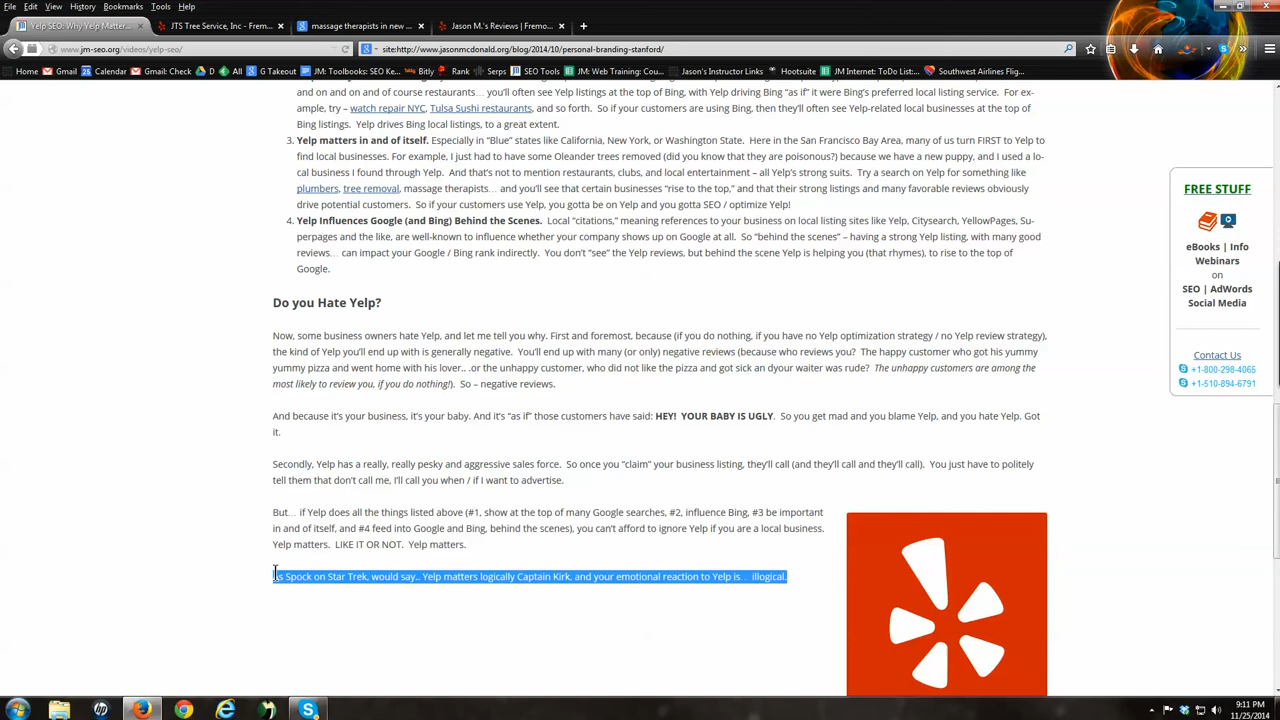 File Edit View History Bookmarks Tools Help
Yelp SEO: Why Yelp Matter... JTS Tree Service, Inc - Frem... massage therapists in new ... Jason M.'s Reviews | Fremo...
www.jm-seo.org/videos/yelp-seo/ site:http://www.jasonmcdonald.org/blog/2014/10/personal-branding-stanford/
Home Gmail Calendar Gmail: Check D All G Takeout JM: Toolbooks: SEO Ke... Bitly Rank Serps SEO Tools JM: Web Training: Cou... Jason's Instructor Links Hootsuite JM Internet: ToDo List:... Southwest Airlines Flig...
and on and on of course restaurants… you'll often see Yelp listings at the top of Bing, with Yelp driving Bing "as if" it were Bing's preferred local listing service. For ex-
ample, try – watch repair NYC, Tulsa Sushi restaurants, and so forth. So if your customers are using Bing, then they'll often see Yelp-related local businesses at the top of
Bing listings. Yelp drives Bing local listings, to a great extent.
3. Yelp matters in and of itself. Especially in "Blue" states like California, New York, or Washington State. Here in the San Francisco Bay Area, many of us turn FIRST to Yelp to
find local businesses. For example, I just had to have some Oleander trees removed (did you know that they are poisonous?) because we have a new puppy, and I used a lo-
cal business I found through Yelp. And that's not to mention restaurants, clubs, and local entertainment – all Yelp's strong suits. Try a search on Yelp for something like
plumbers, tree removal, massage therapists… and you'll see that certain businesses "rise to the top," and that their strong listings and many favorable reviews obviously
drive potential customers. So if your customers use Yelp, you gotta be on Yelp and you gotta SEO / optimize Yelp!
4. Yelp Influences Google (and Bing) Behind the Scenes. Local "citations," meaning references to your business on local listing sites like Yelp, Citysearch, YellowPages, Su-
perpages and the like, are well-known to influence whether your company shows up on Google at all. So "behind the scenes" – having a strong Yelp listing, with many good
reviews… can impact your Google / Bing rank indirectly. You don't "see" the Yelp reviews, but behind the scene Yelp is helping you (that rhymes), to rise to the top of
Google.
Do you Hate Yelp?
Now, some business owners hate Yelp, and let me tell you why. First and foremost, because (if you do nothing, if you have no Yelp optimization strategy / no Yelp review strategy),
the kind of Yelp you'll end up with is generally negative. You'll end up with many (or only) negative reviews (because who reviews you? The happy customer who got his yummy
yummy pizza and went home with his lover.. .or the unhappy customer, who did not like the pizza and got sick an dyour waiter was rude? The unhappy customers are among the
most likely to review you, if you do nothing!). So – negative reviews.
And because it's your business, it's your baby. And it's "as if" those customers have said: HEY! YOUR BABY IS UGLY. So you get mad and you blame Yelp, and you hate Yelp. Got
it.
Secondly, Yelp has a really, really pesky and aggressive sales force. So once you "claim" your business listing, they'll call (and they'll call and they'll call). You just have to politely
tell them that don't call me, I'll call you when / if I want to advertise.
But… if Yelp does all the things listed above (#1, show at the top of many Google searches, #2, influence Bing, #3 be important
in and of itself, and #4 feed into Google and Bing, behind the scenes), you can't afford to ignore Yelp if you are a local business.
Yelp matters. LIKE IT OR NOT. Yelp matters.
As Spock on Star Trek, would say.. Yelp matters logically Captain Kirk, and your emotional reaction to Yelp is… illogical.
FREE STUFF
eBooks | Info
Webinars
on
SEO | AdWords
Social Media
Contact Us
+1-800-298-4065
+1-510-894-6791
9:11 PM
11/25/2014